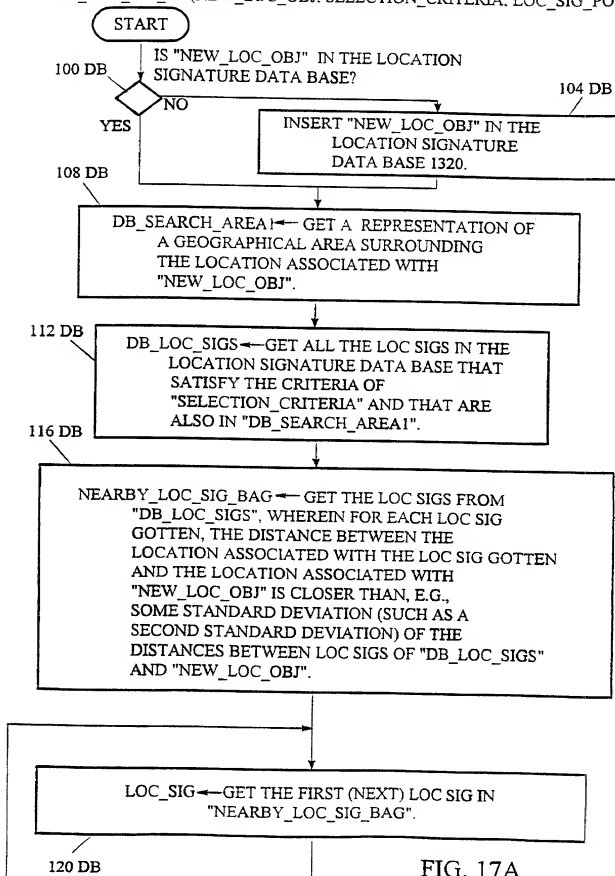 (NEW_LOC_OBJ, SELECTION_CRITERIA, LOC_SIG_PO
START
IS "NEW_LOC_OBJ" IN THE LOCATION
SIGNATURE DATA BASE?
100 DB
NO
YES
104 DB
INSERT "NEW_LOC_OBJ" IN THE
LOCATION SIGNATURE
DATA BASE 1320.
108 DB
DB_SEARCH_AREA1← GET A REPRESENTATION OF
A GEOGRAPHICAL AREA SURROUNDING
THE LOCATION ASSOCIATED WITH
"NEW_LOC_OBJ".
112 DB
DB_LOC_SIGS←GET ALL THE LOC SIGS IN THE
LOCATION SIGNATURE DATA BASE THAT
SATISFY THE CRITERIA OF
"SELECTION_CRITERIA" AND THAT ARE
ALSO IN "DB_SEARCH_AREA1".
116 DB
NEARBY_LOC_SIG_BAG← GET THE LOC SIGS FROM
"DB_LOC_SIGS", WHEREIN FOR EACH LOC SIG
GOTTEN, THE DISTANCE BETWEEN THE
LOCATION ASSOCIATED WITH THE LOC SIG GOTTEN
AND THE LOCATION ASSOCIATED WITH
"NEW_LOC_OBJ" IS CLOSER THAN, E.G.,
SOME STANDARD DEVIATION (SUCH AS A
SECOND STANDARD DEVIATION) OF THE
DISTANCES BETWEEN LOC SIGS OF "DB_LOC_SIGS"
AND "NEW_LOC_OBJ".
LOC_SIG←GET THE FIRST (NEXT) LOC SIG IN
"NEARBY_LOC_SIG_BAG".
120 DB
FIG. 17A